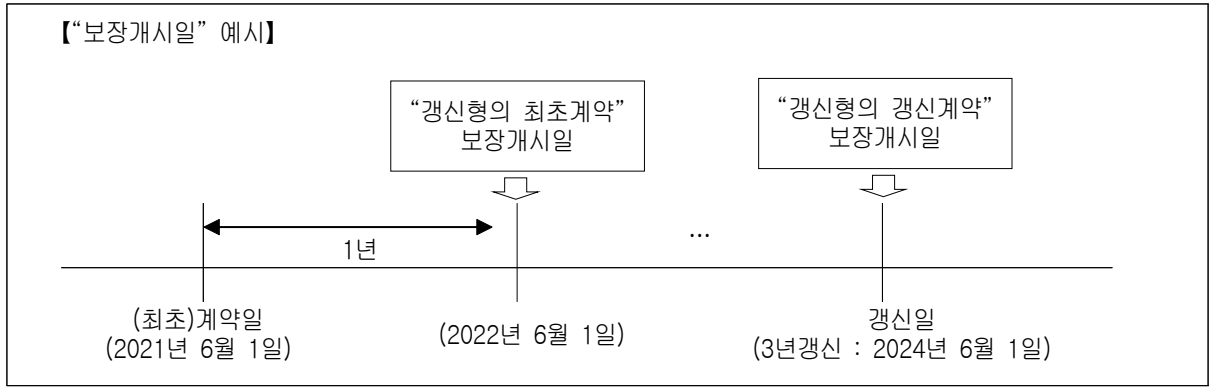 【“보장개시일” 예시】
“갱신형의 최초계약”
보장개시일
“갱신형의 갱신계약”
보장개시일
1년
...
(최초)계약일
(2021년 6월 1일)
(2022년 6월 1일)
갱신일
(3년갱신 : 2024년 6월 1일)